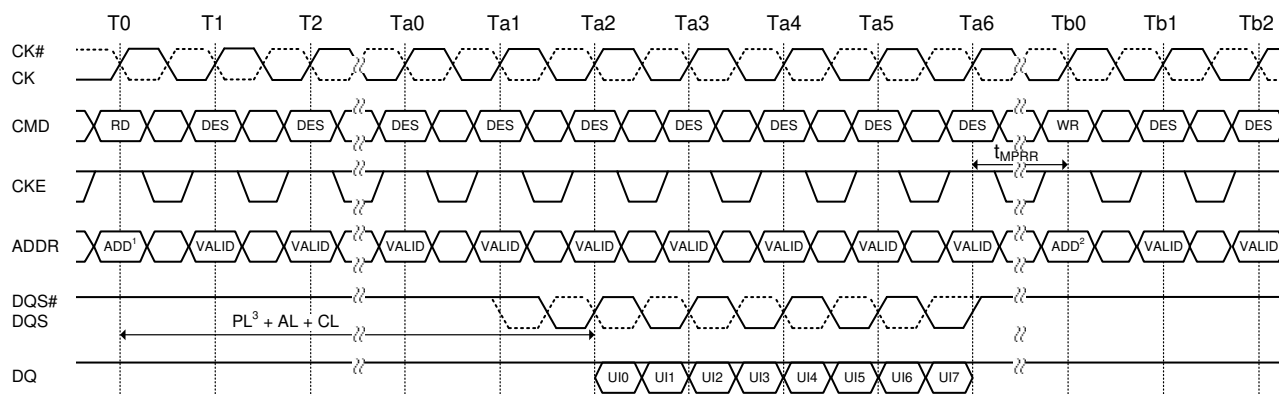 T0 T1 T2 Ta0 Ta1 Ta2 Ta3 Ta4 Ta5 Ta6 Tb0 Tb1 Tb2
CK#
CK
CMD RD DES DES DES DES DES DES DES DES DES WR DES DES
tMPRR
CKE
ADDR ADD1 VALID VALID VALID VALID VALID VALID VALID VALID VALID ADD2 VALID VALID
DQS#
DQS PL3 + AL + CL
DQ UI0 UI1 UI2 UI3 UI4 UI5 UI6 UI7